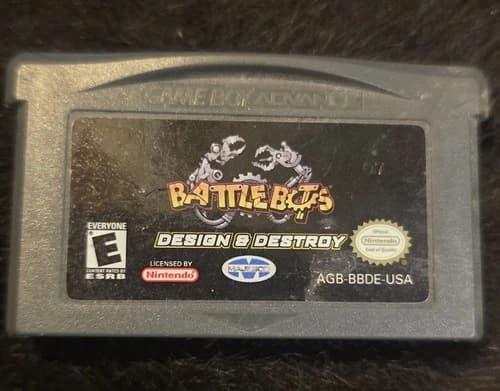 GAME BOY ADVANCE
BATTLEBOTS
DESIGN & DESTROY
EVERYONE
E
CONTENT RATED BY
ESRB
LICENSED BY
Nintendo
MAJESCO
Official
Nintendo
Seal of Quality
AGB-BBDE-USA